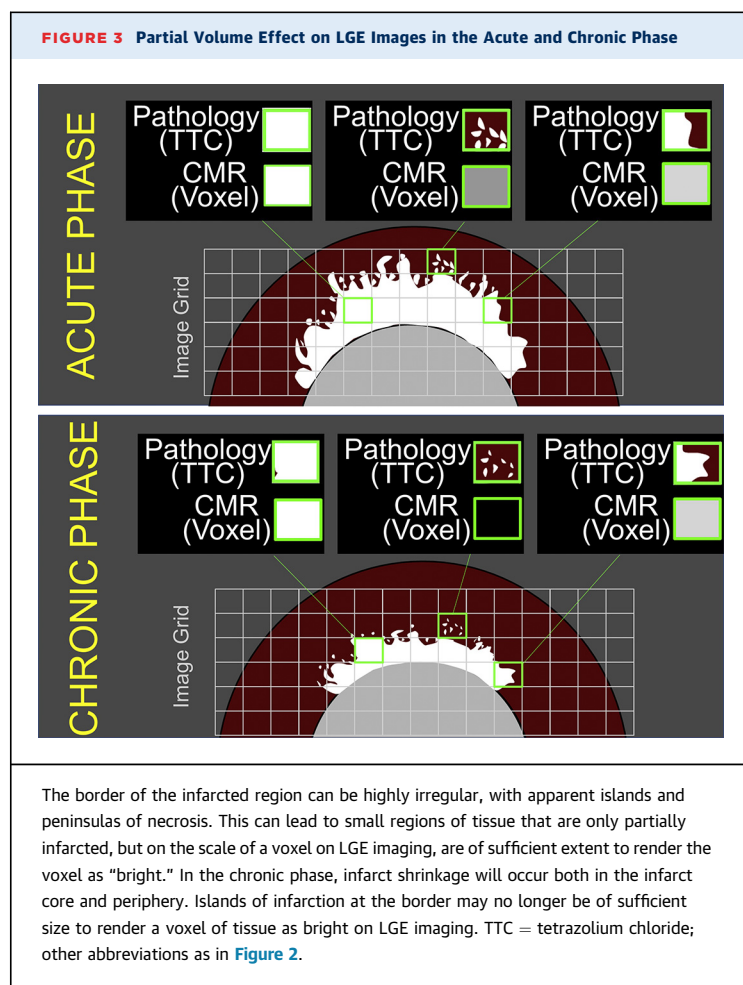 FIGURE 3 Partial Volume Effect on LGE Images in the Acute and Chronic Phase
ACUTE PHASE
Pathology
(TTC)
CMR
(Voxel)
Pathology
(TTC)
CMR
(Voxel)
Pathology
(TTC)
CMR
(Voxel)
Image Grid
CHRONIC PHASE
Pathology
(TTC)
CMR
(Voxel)
Pathology
(TTC)
CMR
(Voxel)
Pathology
(TTC)
CMR
(Voxel)
Image Grid
The border of the infarcted region can be highly irregular, with apparent islands and
peninsulas of necrosis. This can lead to small regions of tissue that are only partially
infarcted, but on the scale of a voxel on LGE imaging, are of sufficient extent to render the
voxel as “bright.” In the chronic phase, infarct shrinkage will occur both in the infarct
core and periphery. Islands of infarction at the border may no longer be of sufficient
size to render a voxel of tissue as bright on LGE imaging. TTC = tetrazolium chloride;
other abbreviations as in Figure 2.